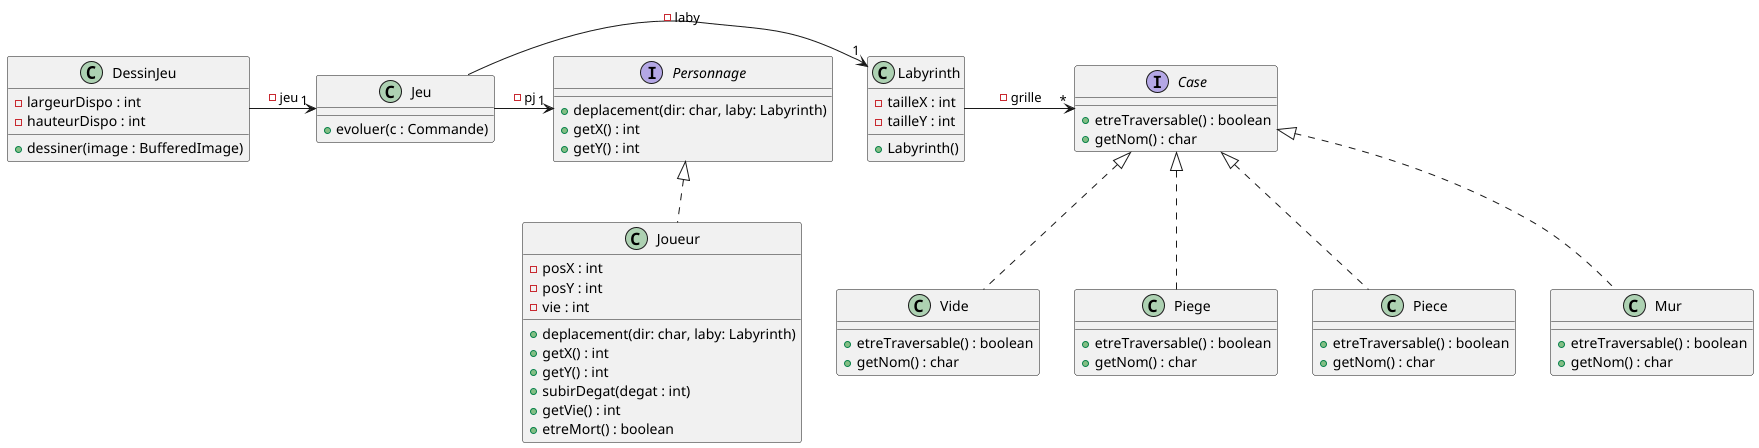 -laby
C DessinJeu
largeurDispo : int
hauteurDispo : int
dessiner(image : BufferedImage)
jeu 1
C Jeu
evoluer(c : Commande)
pj 1
I Personnage
deplacement(dir: char, laby: Labyrinth)
getX() : int
getY() : int
1
C Labyrinth
tailleX : int
tailleY : int
Labyrinth()
grille *
I Case
etreTraversable() : boolean
getNom() : char
C Joueur
posX : int
posY : int
vie : int
deplacement(dir: char, laby: Labyrinth)
getX() : int
getY() : int
subirDegat(degat : int)
getVie() : int
etreMort() : boolean
C Vide
etreTraversable() : boolean
getNom() : char
C Piege
etreTraversable() : boolean
getNom() : char
C Piece
etreTraversable() : boolean
getNom() : char
C Mur
etreTraversable() : boolean
getNom() : char